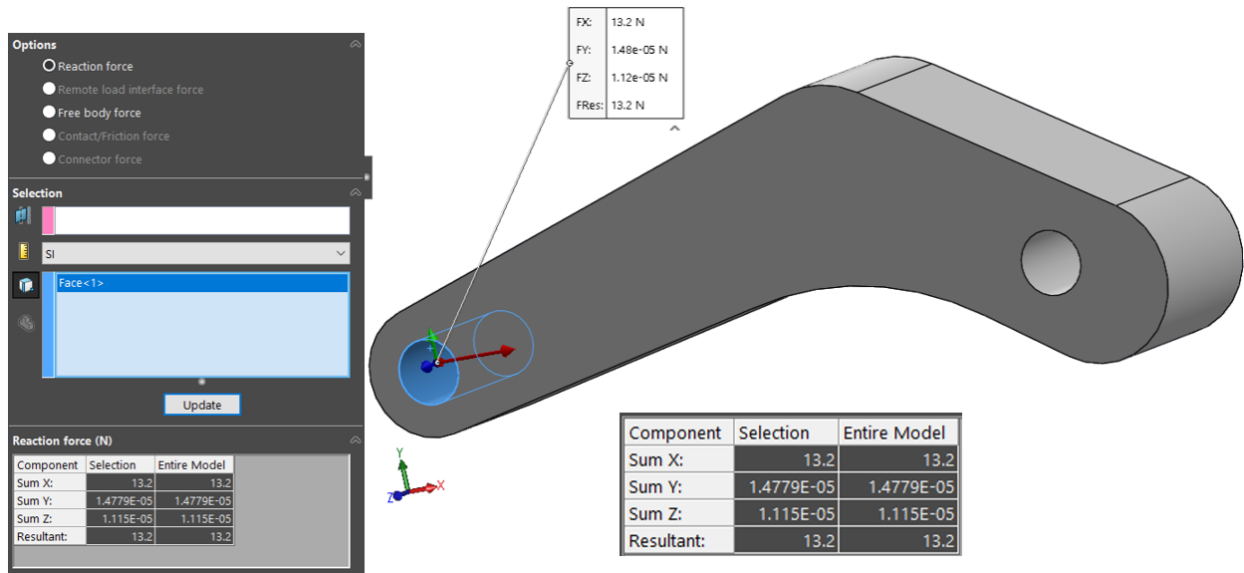 Options
Reaction force
Remote load interface force
Free body force
Contact/Friction force
Connector force
Selection
SI
Face<1>
Update
Reaction force (N)
Component Selection Entire Model
Sum X: 13.2 13.2
Sum Y: 1.4779E-05 1.4779E-05
Sum Z: 1.115E-05 1.115E-05
Resultant: 13.2 13.2
FX: 13.2 N
FY: 1.48e-05 N
FZ: 1.12e-05 N
FRes: 13.2 N
Y
X
Z
Component Selection Entire Model
Sum X: 13.2 13.2
Sum Y: 1.4779E-05 1.4779E-05
Sum Z: 1.115E-05 1.115E-05
Resultant: 13.2 13.2